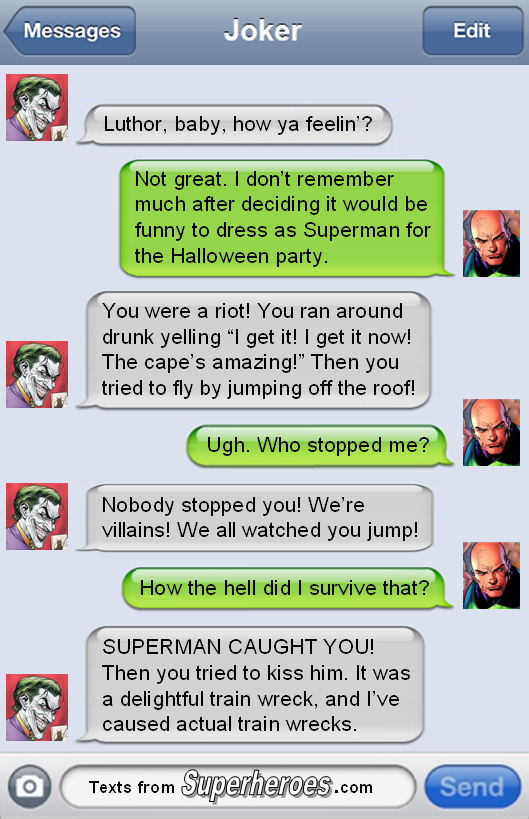 Messages
Joker
Edit
Luthor, baby, how ya feelin’?
Not great. I don’t remember
much after deciding it would be
funny to dress as Superman for
the Halloween party.
You were a riot! You ran around
drunk yelling “I get it! I get it now!
The cape’s amazing!” Then you
tried to fly by jumping off the roof!
Ugh. Who stopped me?
Nobody stopped you! We’re
villains! We all watched you jump!
How the hell did I survive that?
SUPERMAN CAUGHT YOU!
Then you tried to kiss him. It was
a delightful train wreck, and I’ve
caused actual train wrecks.
Texts from Superheroes.com
Send